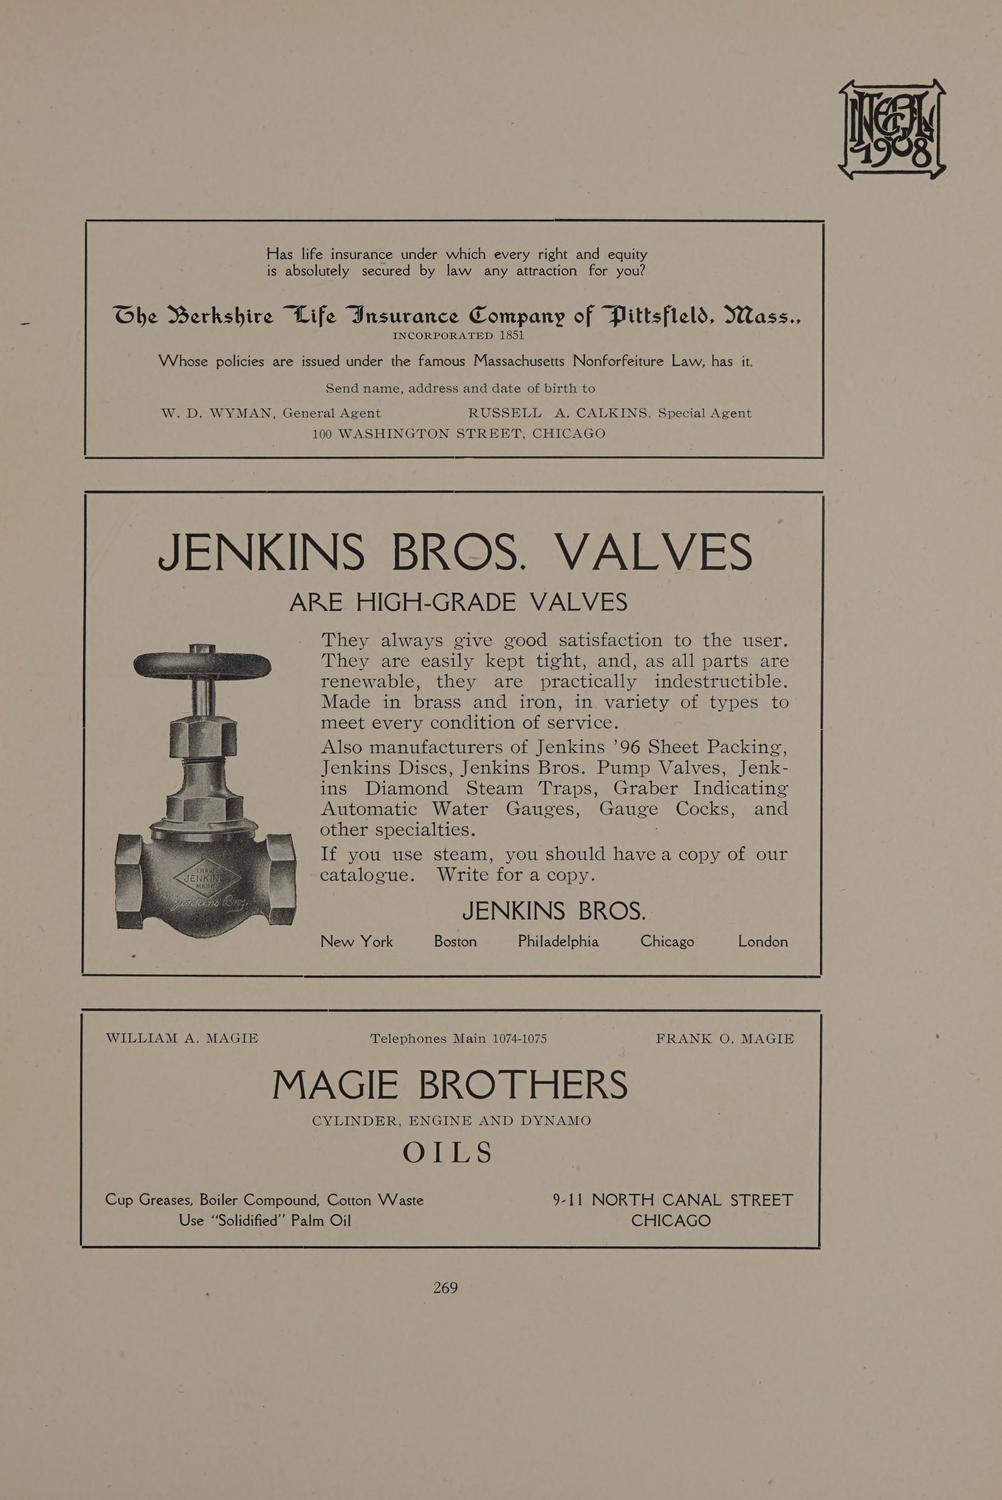 INTEGRAL
1908
Has life insurance under which every right and equity
is absolutely secured by law any attraction for you?
The Berkshire Life Insurance Company of Pittsfield, Mass.,
INCORPORATED 1851
Whose policies are issued under the famous Massachusetts Nonforfeiture Law, has it.
Send name, address and date of birth to
W. D. WYMAN, General Agent RUSSELL A. CALKINS, Special Agent
100 WASHINGTON STREET, CHICAGO
JENKINS BROS. VALVES
ARE HIGH-GRADE VALVES
They always give good satisfaction to the user.
They are easily kept tight, and, as all parts are
renewable, they are practically indestructible.
Made in brass and iron, in variety of types to
meet every condition of service.
Also manufacturers of Jenkins ’96 Sheet Packing,
Jenkins Discs, Jenkins Bros. Pump Valves, Jenk-
ins Diamond Steam Traps, Graber Indicating
Automatic Water Gauges, Gauge Cocks, and
other specialties.
If you use steam, you should have a copy of our
catalogue. Write for a copy.
TRADE
JENKINS
MARK
Jenkins Bros.
JENKINS BROS.
New York Boston Philadelphia Chicago London
WILLIAM A. MAGIE Telephones Main 1074-1075 FRANK O. MAGIE
MAGIE BROTHERS
CYLINDER, ENGINE AND DYNAMO
OILS
Cup Greases, Boiler Compound, Cotton Waste 9-11 NORTH CANAL STREET
Use “Solidified” Palm Oil CHICAGO
269